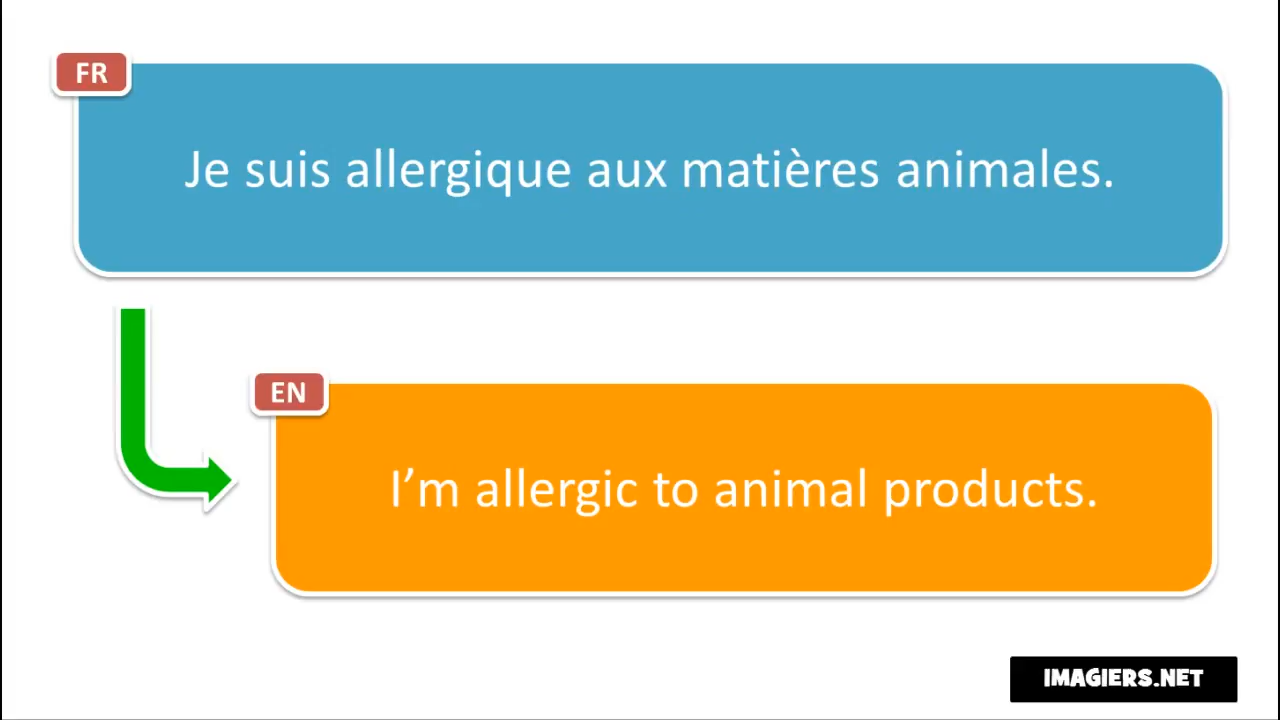 FR
Je suis allergique aux matières animales.
EN
I’m allergic to animal products.
IMAGIERS.NET